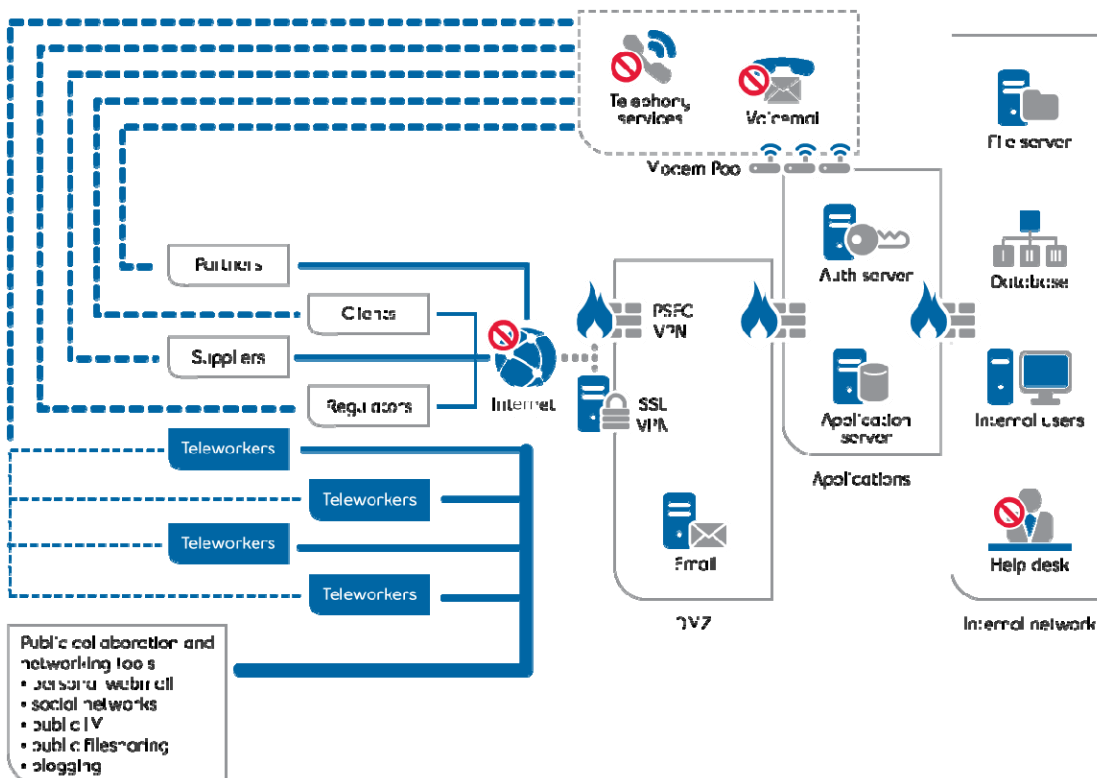 Telephony
services
Voicemail
File server
Modem Pool
Auth server
Database
Partners
Clients
Suppliers
Regulators
Internet
IPSEC
VPN
SSL
VPN
Application
server
Applications
Internal users
Teleworkers
Teleworkers
Teleworkers
Teleworkers
Email
DMZ
Help desk
Internal network
Public collaboration and
networking tools
• personal webmail
• social networks
• public IM
• public filesharing
• blogging